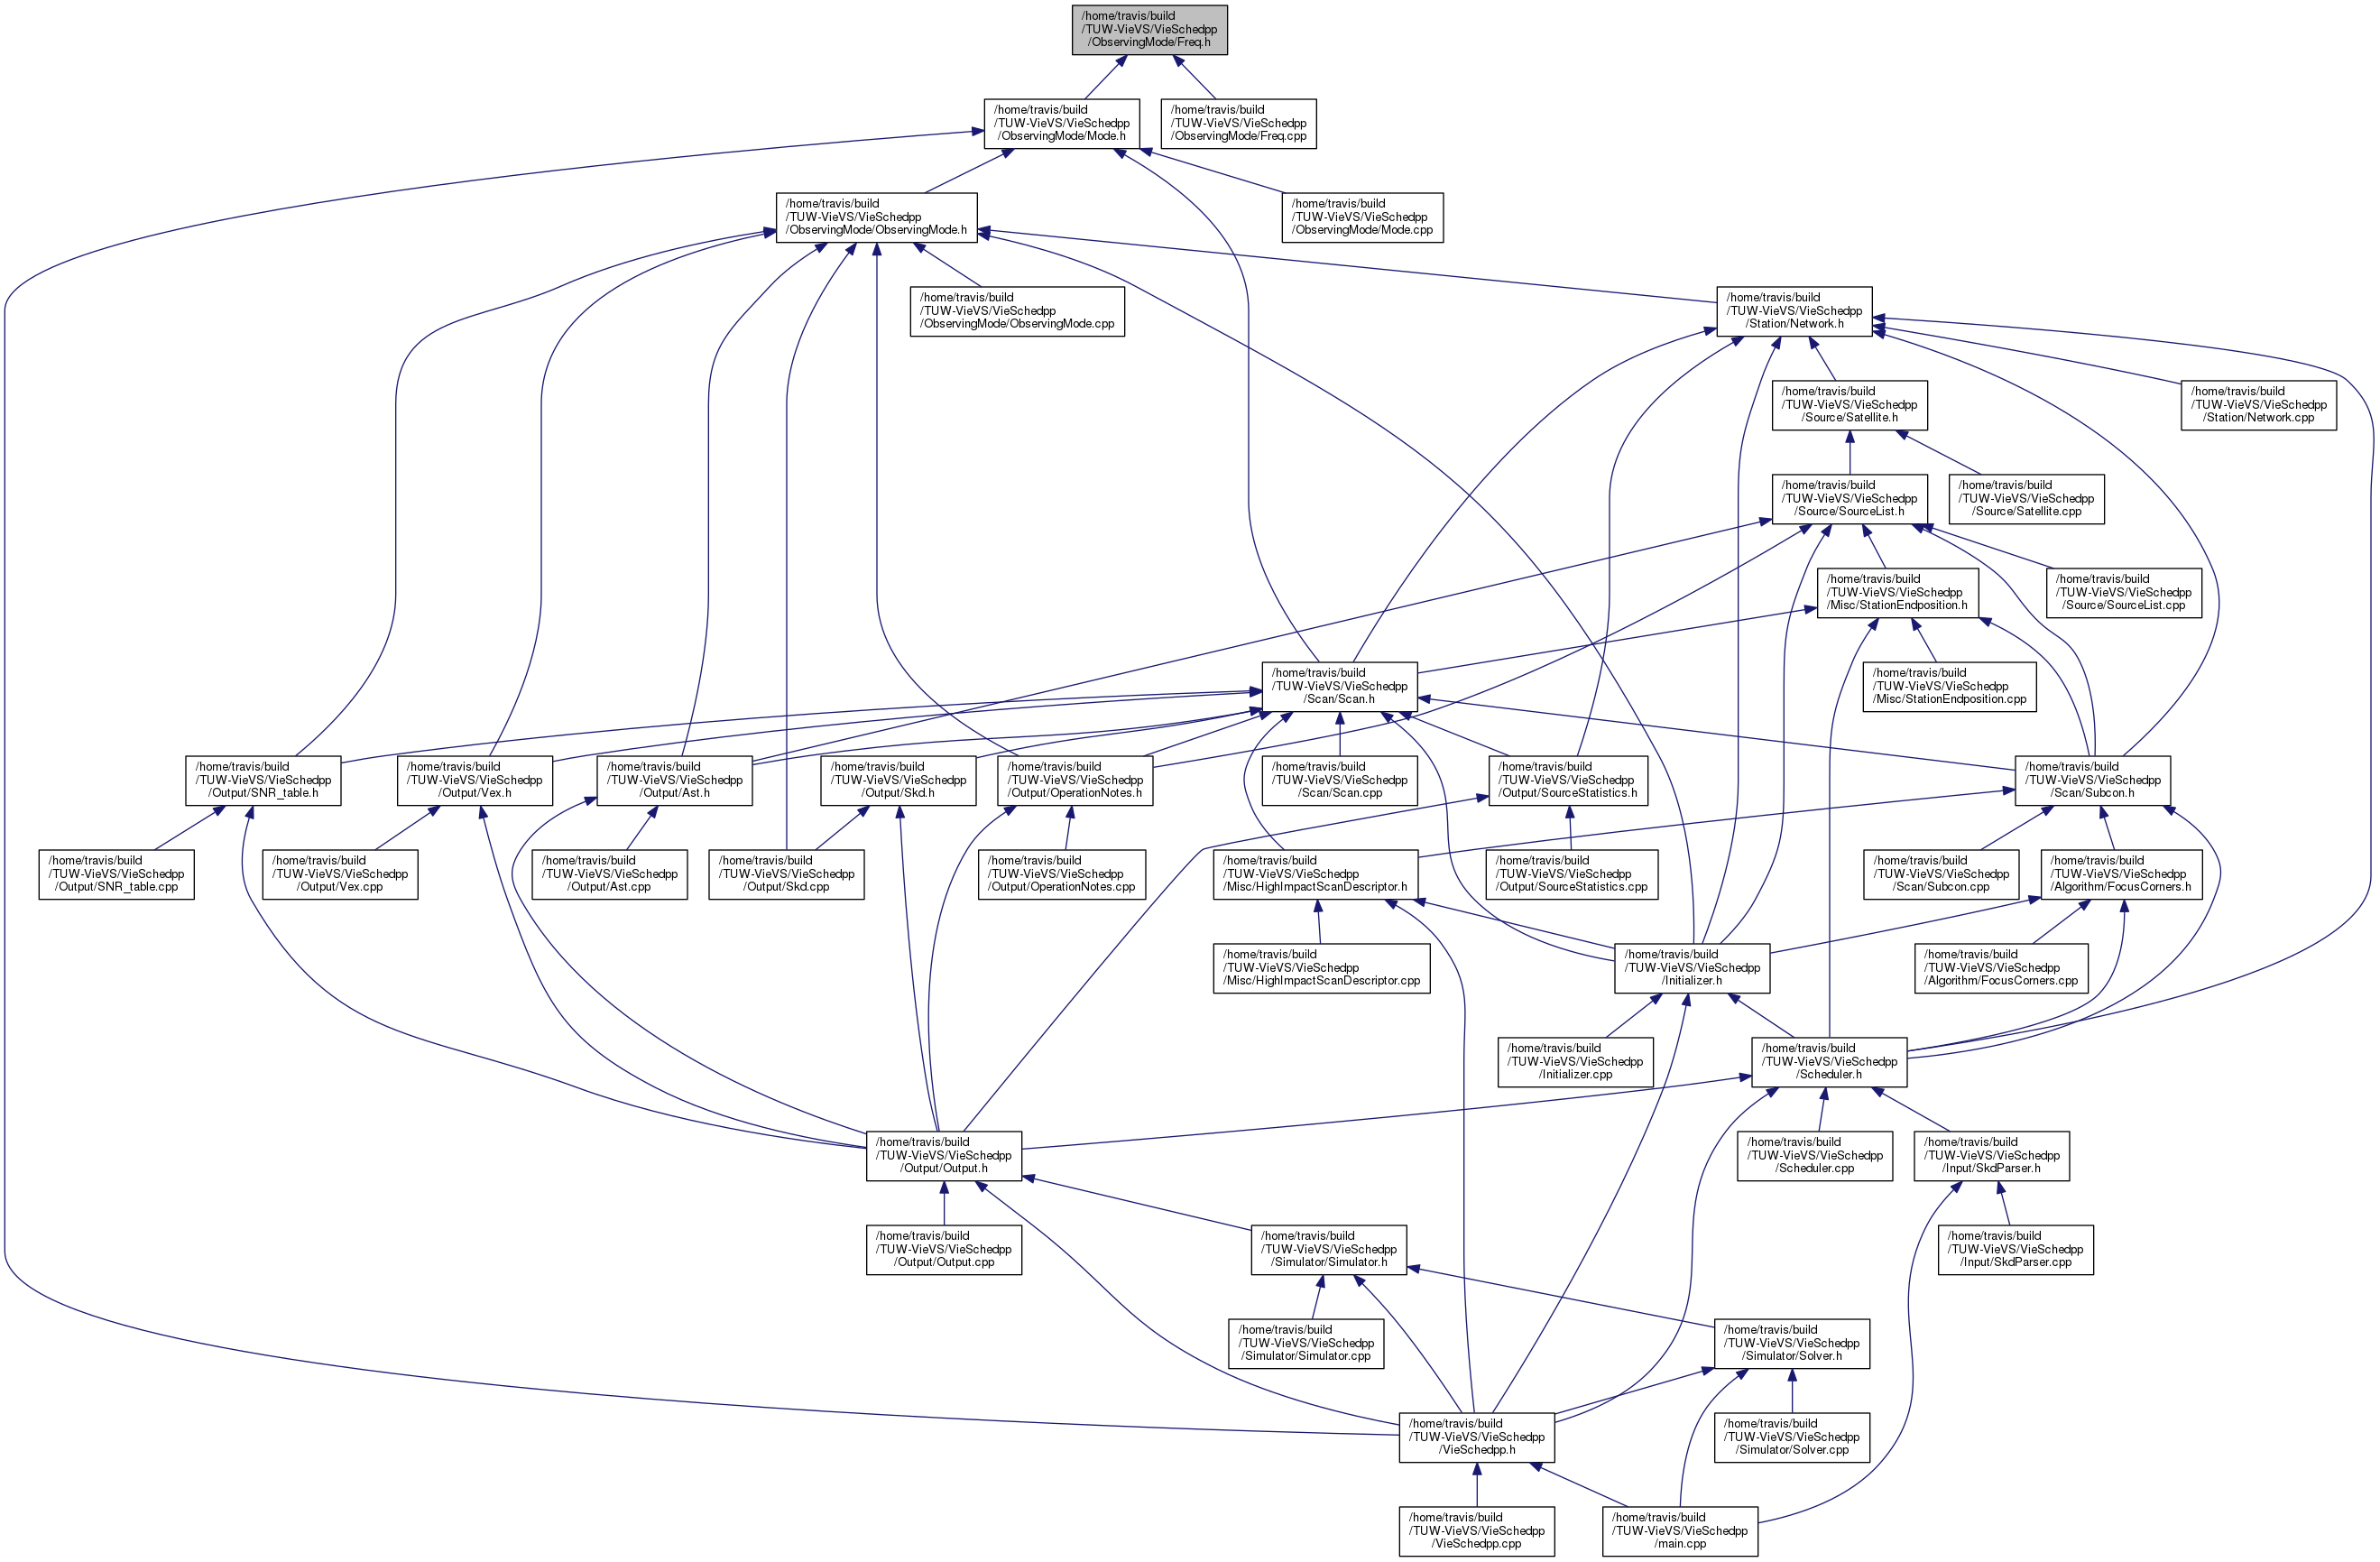 /home/travis/build
/TUW-VieVS/VieSchedpp
/ObservingMode/Freq.h
/home/travis/build
/TUW-VieVS/VieSchedpp
/ObservingMode/Mode.h
/home/travis/build
/TUW-VieVS/VieSchedpp
/ObservingMode/Freq.cpp
/home/travis/build
/TUW-VieVS/VieSchedpp
/ObservingMode/ObservingMode.h
/home/travis/build
/TUW-VieVS/VieSchedpp
/ObservingMode/Mode.cpp
/home/travis/build
/TUW-VieVS/VieSchedpp
/ObservingMode/ObservingMode.cpp
/home/travis/build
/TUW-VieVS/VieSchedpp
/Station/Network.h
/home/travis/build
/TUW-VieVS/VieSchedpp
/Source/Satellite.h
/home/travis/build
/TUW-VieVS/VieSchedpp
/Station/Network.cpp
/home/travis/build
/TUW-VieVS/VieSchedpp
/Source/SourceList.h
/home/travis/build
/TUW-VieVS/VieSchedpp
/Source/Satellite.cpp
/home/travis/build
/TUW-VieVS/VieSchedpp
/Misc/StationEndposition.h
/home/travis/build
/TUW-VieVS/VieSchedpp
/Source/SourceList.cpp
/home/travis/build
/TUW-VieVS/VieSchedpp
/Scan/Scan.h
/home/travis/build
/TUW-VieVS/VieSchedpp
/Misc/StationEndposition.cpp
/home/travis/build
/TUW-VieVS/VieSchedpp
/Output/SNR_table.h
/home/travis/build
/TUW-VieVS/VieSchedpp
/Output/Vex.h
/home/travis/build
/TUW-VieVS/VieSchedpp
/Output/Ast.h
/home/travis/build
/TUW-VieVS/VieSchedpp
/Output/Skd.h
/home/travis/build
/TUW-VieVS/VieSchedpp
/Output/OperationNotes.h
/home/travis/build
/TUW-VieVS/VieSchedpp
/Scan/Scan.cpp
/home/travis/build
/TUW-VieVS/VieSchedpp
/Output/SourceStatistics.h
/home/travis/build
/TUW-VieVS/VieSchedpp
/Scan/Subcon.h
/home/travis/build
/TUW-VieVS/VieSchedpp
/Output/SNR_table.cpp
/home/travis/build
/TUW-VieVS/VieSchedpp
/Output/Vex.cpp
/home/travis/build
/TUW-VieVS/VieSchedpp
/Output/Ast.cpp
/home/travis/build
/TUW-VieVS/VieSchedpp
/Output/Skd.cpp
/home/travis/build
/TUW-VieVS/VieSchedpp
/Output/OperationNotes.cpp
/home/travis/build
/TUW-VieVS/VieSchedpp
/Misc/HighImpactScanDescriptor.h
/home/travis/build
/TUW-VieVS/VieSchedpp
/Output/SourceStatistics.cpp
/home/travis/build
/TUW-VieVS/VieSchedpp
/Scan/Subcon.cpp
/home/travis/build
/TUW-VieVS/VieSchedpp
/Algorithm/FocusCorners.h
/home/travis/build
/TUW-VieVS/VieSchedpp
/Misc/HighImpactScanDescriptor.cpp
/home/travis/build
/TUW-VieVS/VieSchedpp
/Initializer.h
/home/travis/build
/TUW-VieVS/VieSchedpp
/Algorithm/FocusCorners.cpp
/home/travis/build
/TUW-VieVS/VieSchedpp
/Initializer.cpp
/home/travis/build
/TUW-VieVS/VieSchedpp
/Scheduler.h
/home/travis/build
/TUW-VieVS/VieSchedpp
/Output/Output.h
/home/travis/build
/TUW-VieVS/VieSchedpp
/Scheduler.cpp
/home/travis/build
/TUW-VieVS/VieSchedpp
/Input/SkdParser.h
/home/travis/build
/TUW-VieVS/VieSchedpp
/Output/Output.cpp
/home/travis/build
/TUW-VieVS/VieSchedpp
/Simulator/Simulator.h
/home/travis/build
/TUW-VieVS/VieSchedpp
/Input/SkdParser.cpp
/home/travis/build
/TUW-VieVS/VieSchedpp
/Simulator/Simulator.cpp
/home/travis/build
/TUW-VieVS/VieSchedpp
/Simulator/Solver.h
/home/travis/build
/TUW-VieVS/VieSchedpp
/VieSchedpp.h
/home/travis/build
/TUW-VieVS/VieSchedpp
/Simulator/Solver.cpp
/home/travis/build
/TUW-VieVS/VieSchedpp
/VieSchedpp.cpp
/home/travis/build
/TUW-VieVS/VieSchedpp
/main.cpp